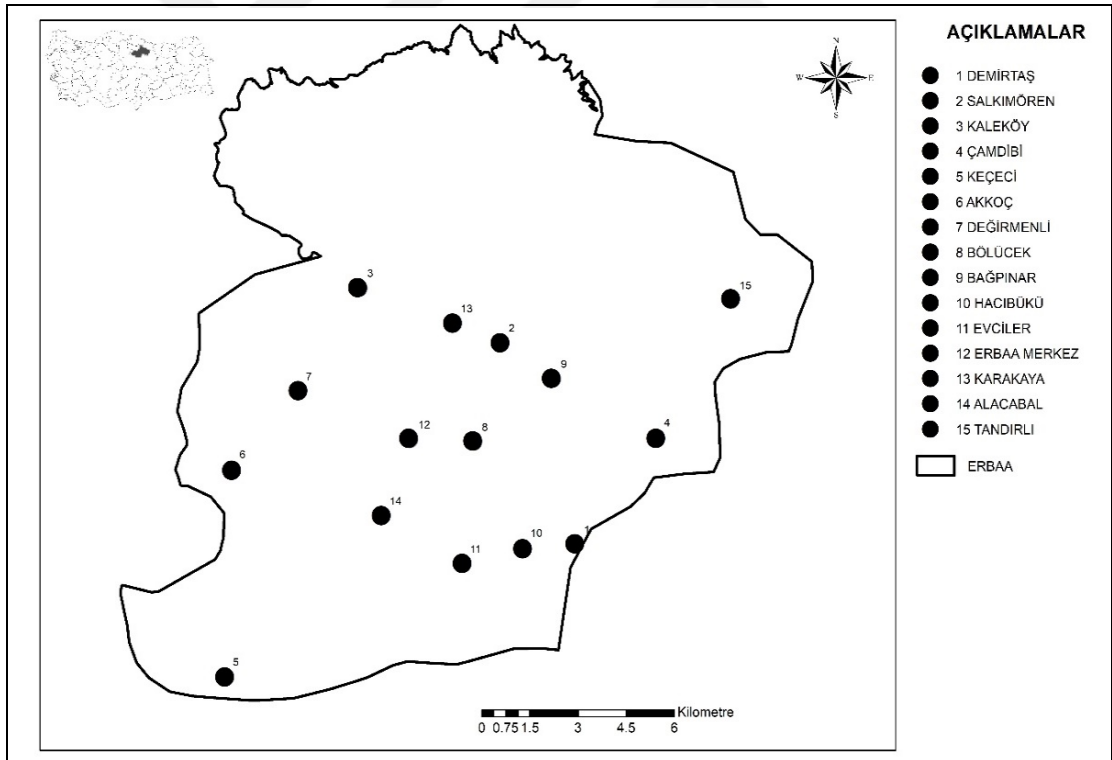 AÇIKLAMALAR
1 DEMİRTAŞ
2 SALKIMÖREN
3 KALEKÖY
4 ÇAMDİBİ
5 KEÇECİ
6 AKKOÇ
7 DEĞİRMENLİ
8 BÖLÜCEK
9 BAĞPINAR
10 HACIBÜKÜ
11 EVCİLER
12 ERBAA MERKEZ
13 KARAKAYA
14 ALACABAL
15 TANDIRLI
ERBAA
N
W E
S
3
15
13
2
9
7
12
8
4
6
14
10
1
11
5
Kilometre
0 0.75 1.5 3 4.5 6